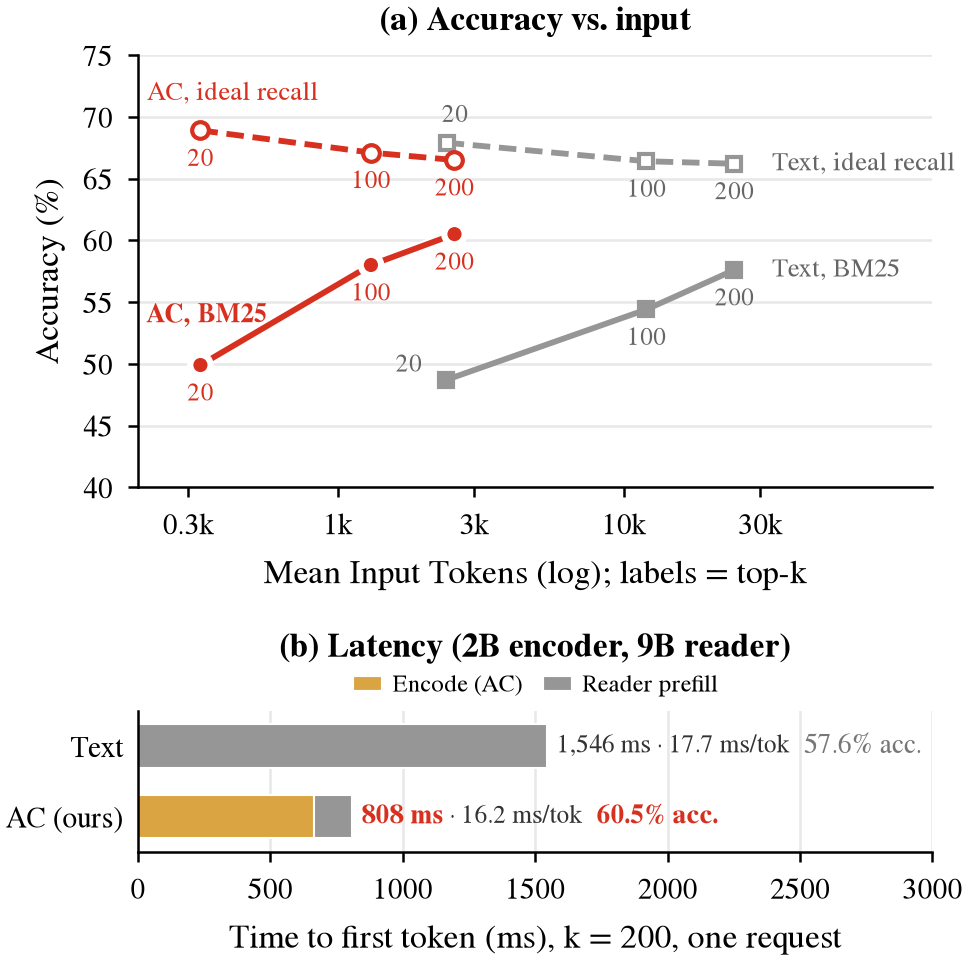 (a) Accuracy vs. input
75
70
65
60
55
50
45
40
Accuracy (%)
AC, ideal recall
20
100
200
20
100
200
Text, ideal recall
AC, BM25
20
100
200
20
100
200
Text, BM25
0.3k 1k 3k 10k 30k
Mean Input Tokens (log); labels = top-k
(b) Latency (2B encoder, 9B reader)
Encode (AC) Reader prefill
Text 1,546 ms · 17.7 ms/tok 57.6% acc.
AC (ours) 808 ms · 16.2 ms/tok 60.5% acc.
0 500 1000 1500 2000 2500 3000
Time to first token (ms), k = 200, one request